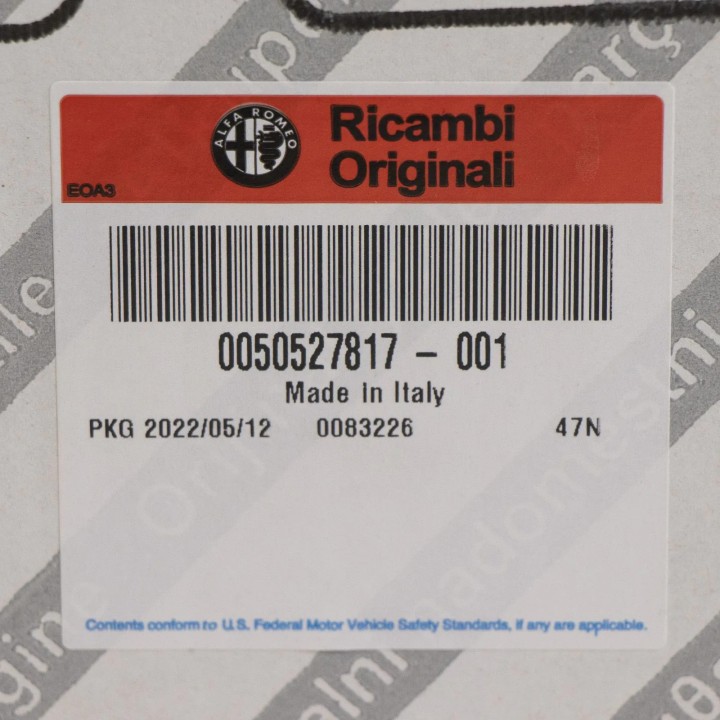 ALFA ROMEO
Ricambi
Originali
EOA3
0050527817 - 001
Made in Italy
PKG 2022/05/12 0083226 47N
Contents conform to U.S. Federal Motor Vehicle Safety Standards, if any are applicable.